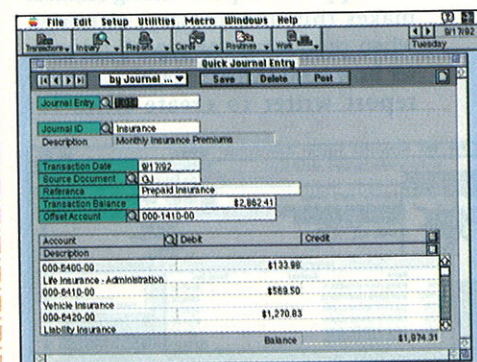 File Edit Setup Utilities Macro Windows Help
Transactions Inquiry Reports Cards Routines Work
9/17/92
Tuesday
Quick Journal Entry
by Journal ... Save Delete Post
Journal Entry
Journal ID Insurance
Description Monthly Insurance Premiums
Transaction Date 9/17/92
Source Document GJ
Reference Prepaid Insurance
Transaction Balance $2,862.41
Offset Account 000-1410-00
Account Debit Credit
Description
000-6400-00 $133.98
Life Insurance - Administration
000-6410-00 $569.50
Vehicle Insurance
000-6420-00 $1,270.83
Liability Insurance
Balance $1,974.31